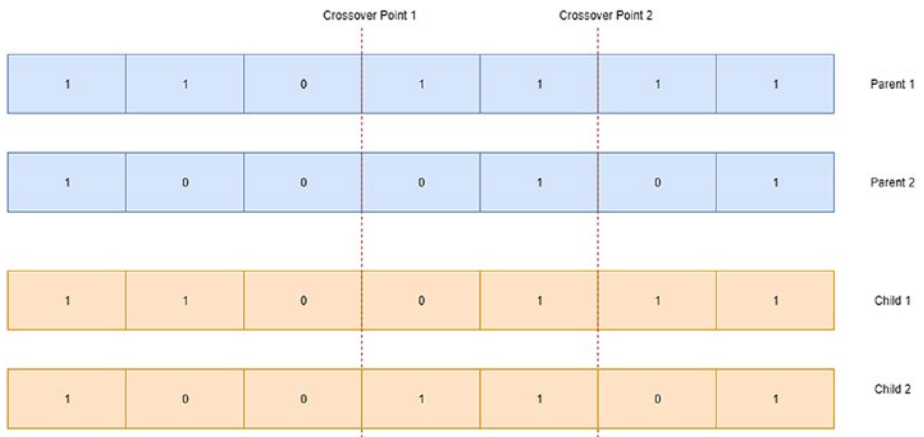 Crossover Point 1 Crossover Point 2
1 1 0 1 1 1 1 Parent 1
1 0 0 0 1 0 1 Parent 2
1 1 0 0 1 1 1 Child 1
1 0 0 1 1 0 1 Child 2